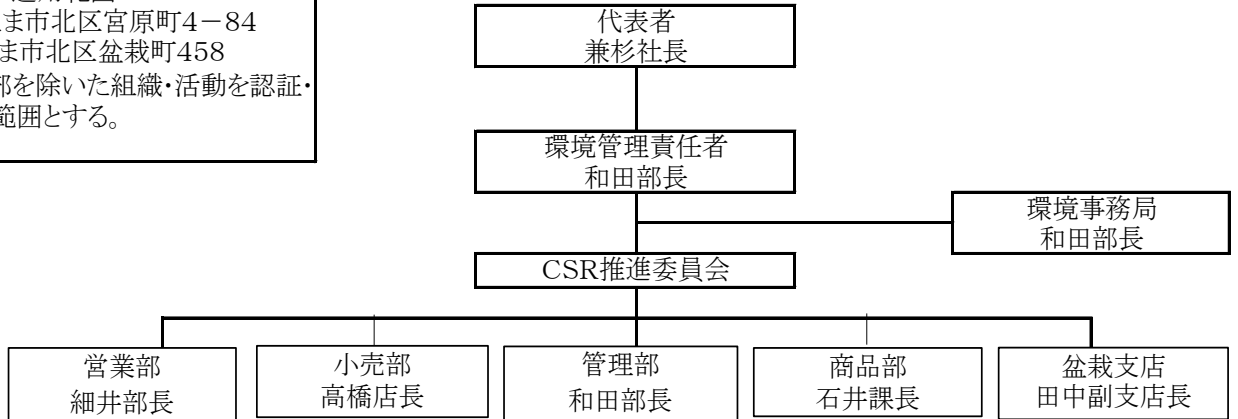 ま市北区宮原町4－84
ま市北区盆栽町458
部を除いた組織・活動を認証・
範囲とする。
代表者
兼杉社長
環境管理責任者
和田部長
環境事務局
和田部長
CSR推進委員会
営業部
細井部長
小売部
高橋店長
管理部
和田部長
商品部
石井課長
盆栽支店
田中副支店長